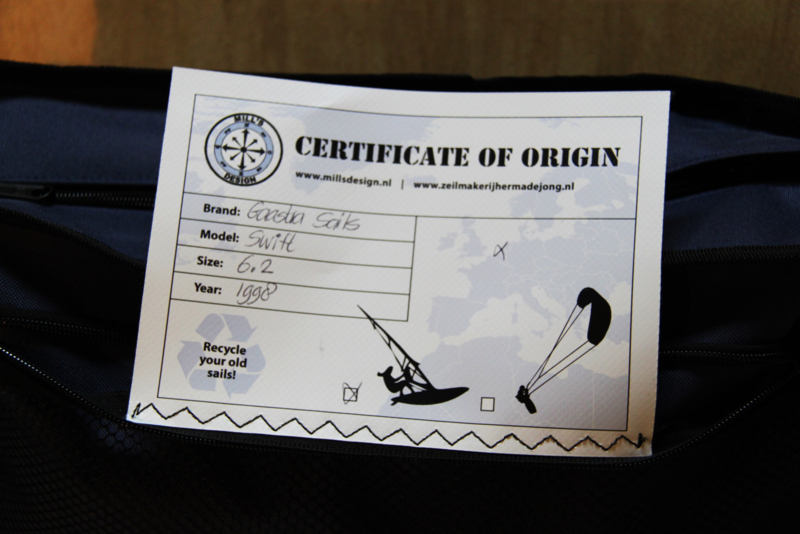 MILL'S
DESIGN
CERTIFICATE OF ORIGIN
www.millsdesign.nl | www.zeilmakerijhermadejong.nl
Brand: Gaastra Sails
Model: Swift
Size: 6.2
Year: 1998
Recycle
your old
sails!